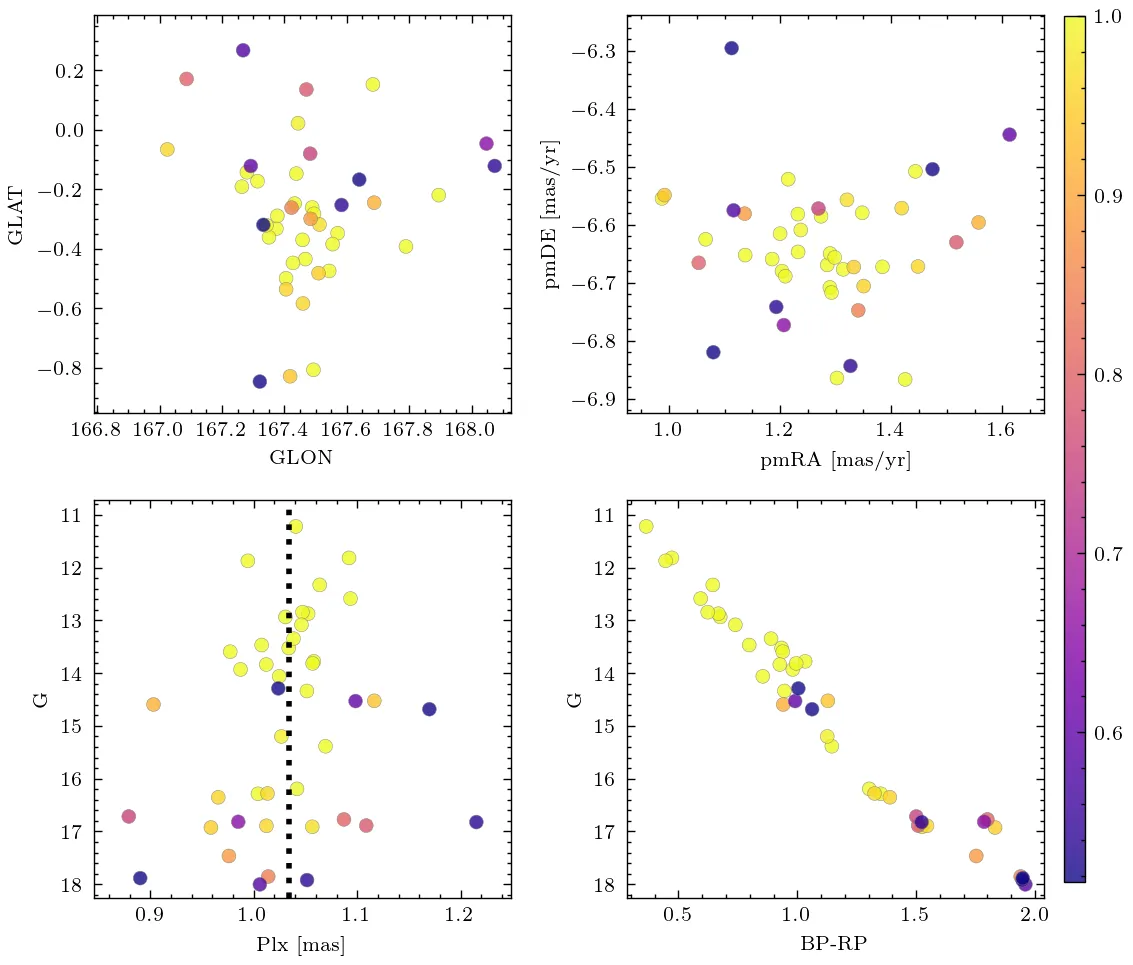 0.2
0.0
−0.2
−0.4
−0.6
−0.8
GLAT
166.8 167.0 167.2 167.4 167.6 167.8 168.0
GLON
−6.3
−6.4
−6.5
−6.6
−6.7
−6.8
−6.9
pmDE [mas/yr]
1.0 1.2 1.4 1.6
pmRA [mas/yr]
11
12
13
14
15
16
17
18
G
0.9 1.0 1.1 1.2
Plx [mas]
11
12
13
14
15
16
17
18
G
0.5 1.0 1.5 2.0
BP-RP
1.0
0.9
0.8
0.7
0.6